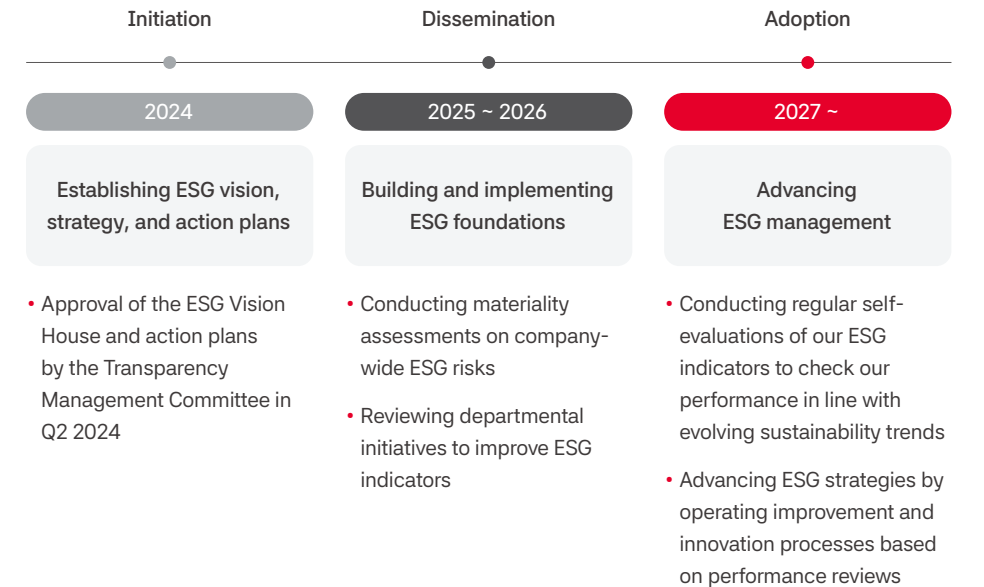 Initiation
Dissemination
Adoption
2024
2025 ~ 2026
2027 ~
Establishing ESG vision,
strategy, and action plans
Building and implementing
ESG foundations
Advancing
ESG management
• Approval of the ESG Vision
House and action plans
by the Transparency
Management Committee in
Q2 2024
• Conducting materiality
assessments on company-
wide ESG risks
• Reviewing departmental
initiatives to improve ESG
indicators
• Conducting regular self-
evaluations of our ESG
indicators to check our
performance in line with
evolving sustainability trends
• Advancing ESG strategies by
operating improvement and
innovation processes based
on performance reviews